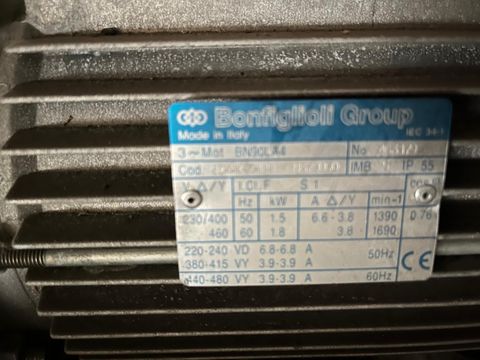 Bonfiglioli Group
Made in Italy IEC 34-1
3~Mot BN90LA4 No
Cod. IMB IP 55
V △/Y I.CL.F S 1
Hz kW A △/Y min-1
230/400 50 1.5 6.6 - 3.8 1390 0.76
460 60 1.8 3.8 1690
220-240 VD 6.8-6.8 A 50Hz
380-415 VY 3.9-3.9 A
440-480 VY 3.9-3.9 A 60Hz
CE